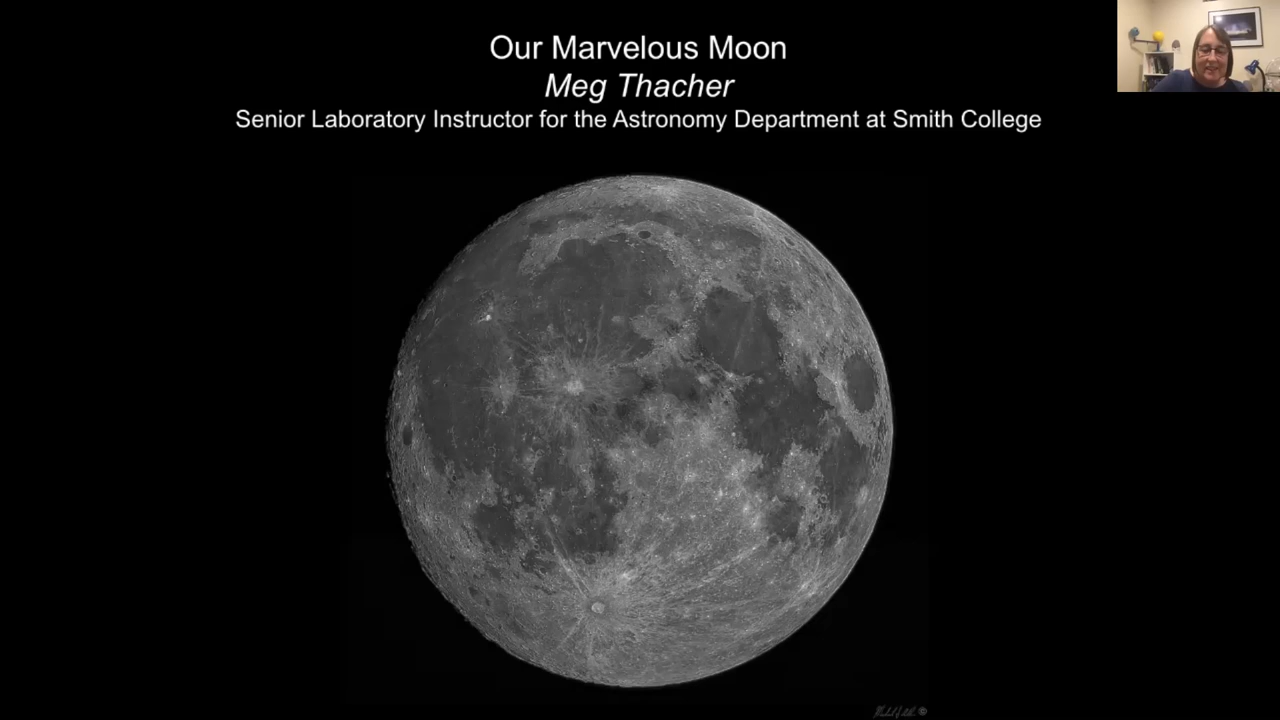 Our Marvelous Moon
Meg Thacher
Senior Laboratory Instructor for the Astronomy Department at Smith College
©